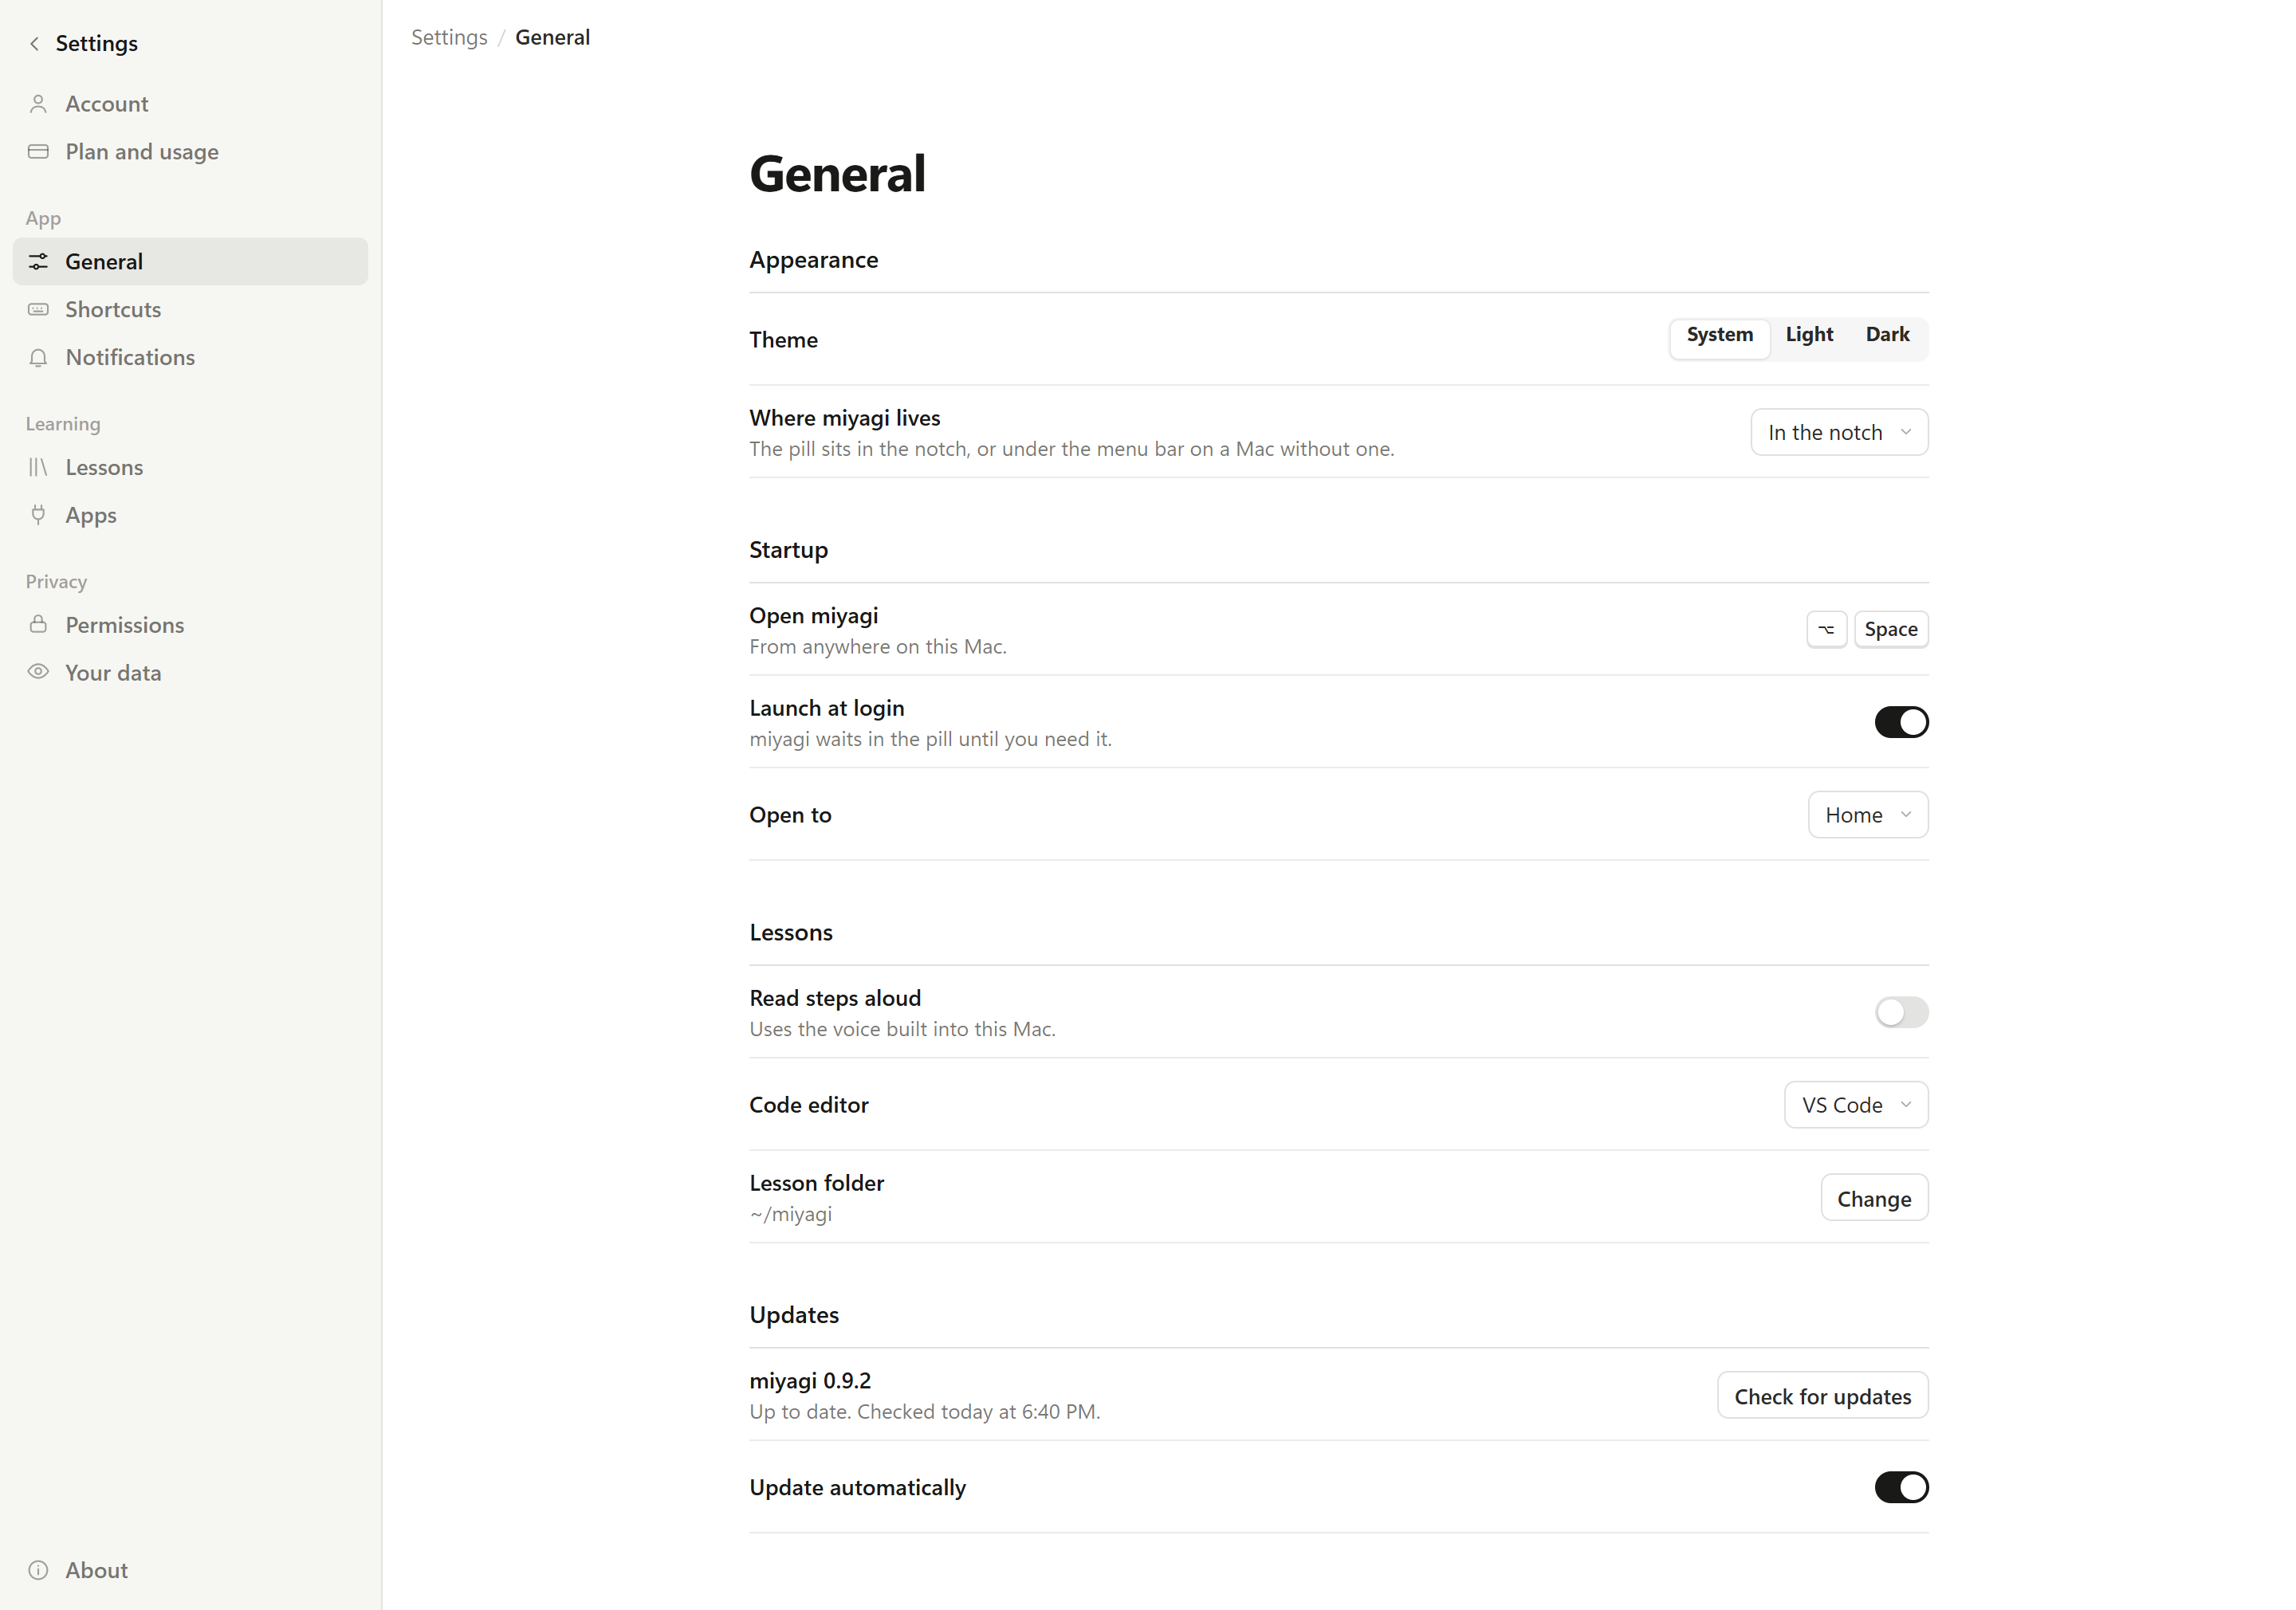 Settings
Account
Plan and usage
App
General
Shortcuts
Notifications
Learning
Lessons
Apps
Privacy
Permissions
Your data
About
Settings / General
General
Appearance
Theme
System Light Dark
Where miyagi lives
The pill sits in the notch, or under the menu bar on a Mac without one.
In the notch
Startup
Open miyagi
From anywhere on this Mac.
⌥ Space
Launch at login
miyagi waits in the pill until you need it.
Open to
Home
Lessons
Read steps aloud
Uses the voice built into this Mac.
Code editor
VS Code
Lesson folder
~/miyagi
Change
Updates
miyagi 0.9.2
Up to date. Checked today at 6:40 PM.
Check for updates
Update automatically